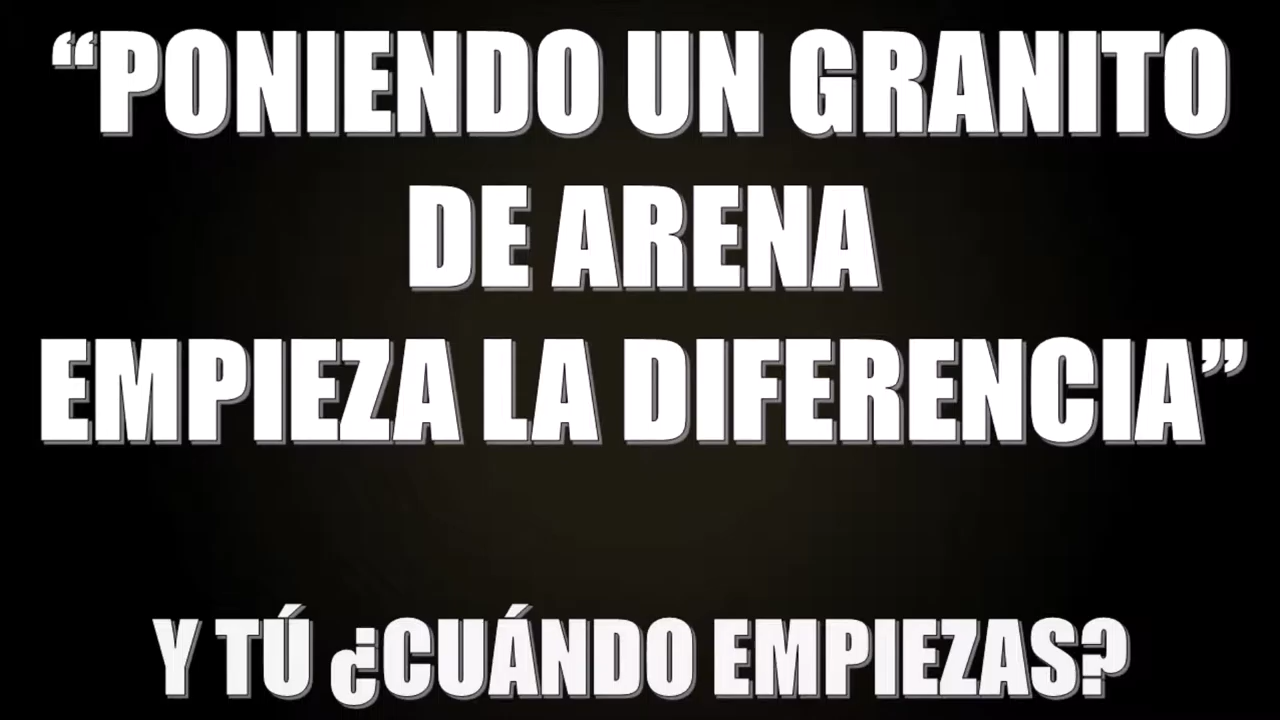 “PONIENDO UN GRANITO
DE ARENA
EMPIEZA LA DIFERENCIA”
Y TÚ ¿CUÁNDO EMPIEZAS?